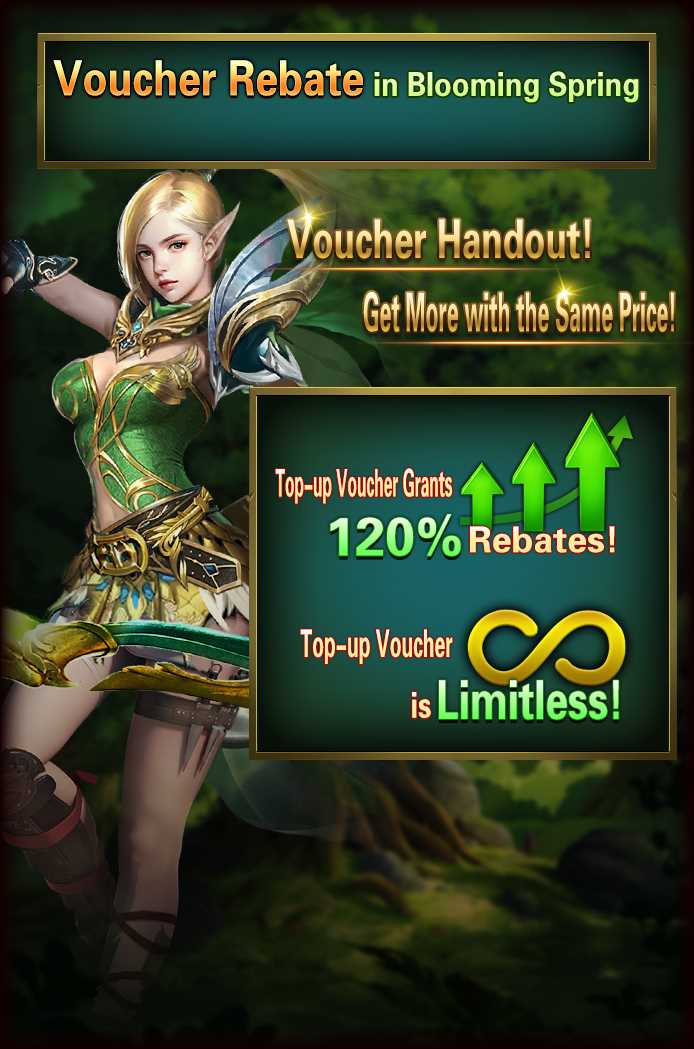 Voucher Rebate in Blooming Spring
Voucher Handout!
Get More with the Same Price!
Top-up Voucher Grants
120% Rebates!
Top-up Voucher
is Limitless!